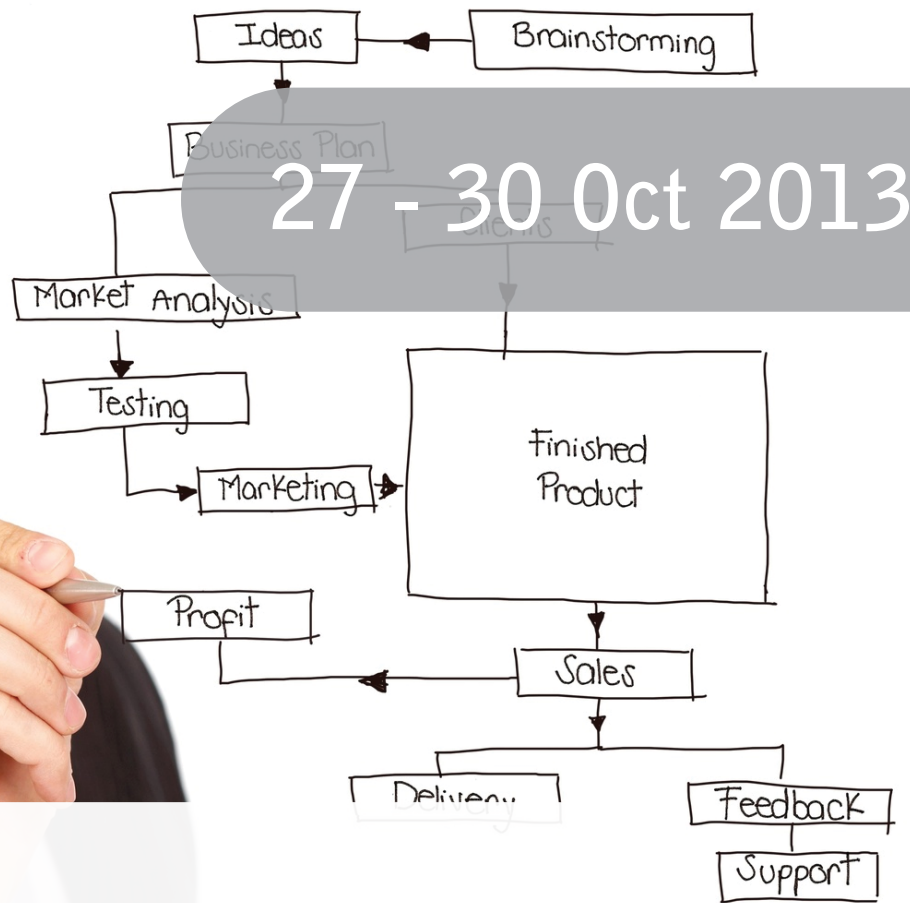 Ideas
Brainstorming
Business Plan
27 - 30 Oct 2013
Clients
Market Analysis
Testing
Finished
Product
Marketing
Profit
Sales
Delivery
Feedback
Support